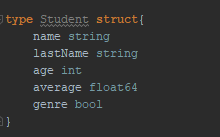 type Student struct{
    name string
    lastName string
    age int
    average float64
    genre bool
}